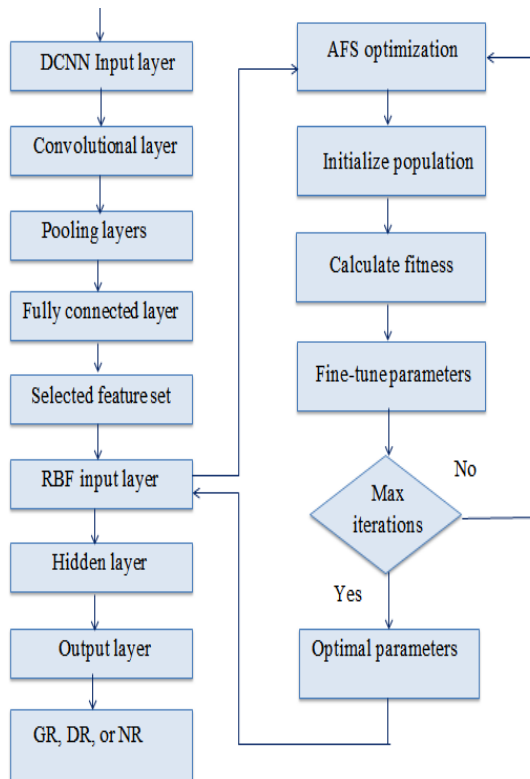 DCNN Input layer
Convolutional layer
Pooling layers
Fully connected layer
Selected feature set
RBF input layer
Hidden layer
Output layer
GR, DR, or NR
AFS optimization
Initialize population
Calculate fitness
Fine-tune parameters
Max
iterations
No
Yes
Optimal parameters